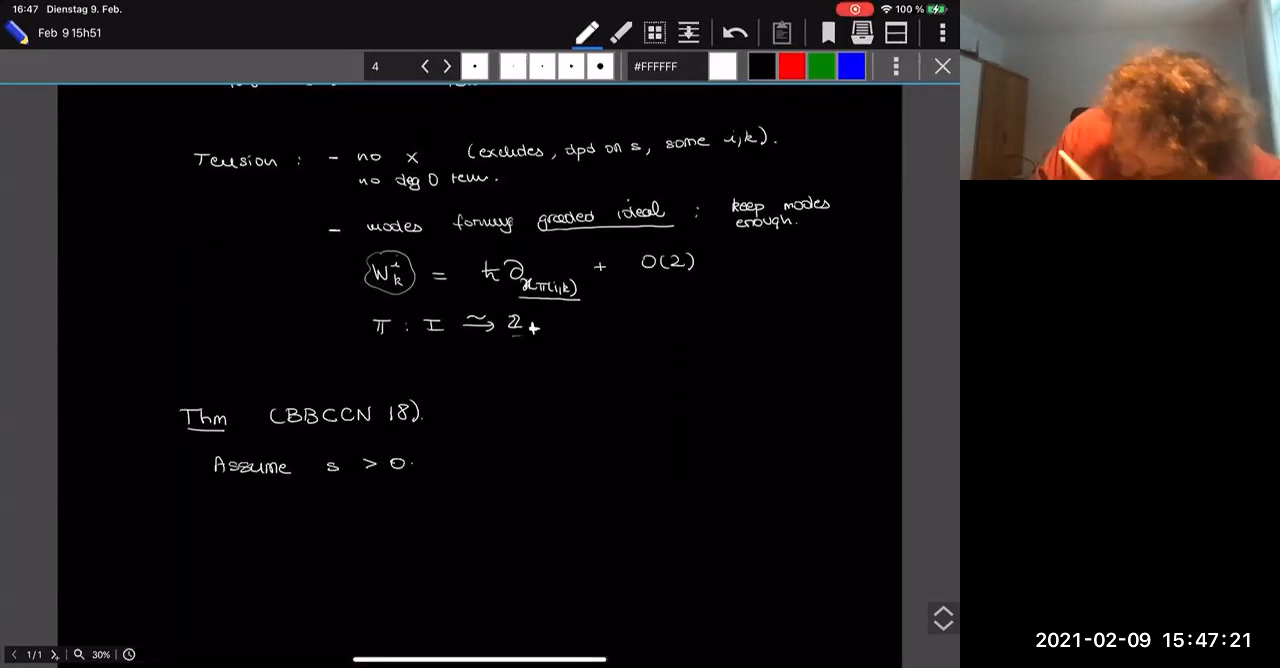 16:47 Dienstag 9. Feb.
100 %
Feb 9 15h51
4
#FFFFFF
Tension : - no x (excludes, dpd on s, some i,k).
no deg 0 term.
- modes forming graded ideal : keep modes
enough.
W^i_k = ℏ ∂_{x_{π(i,k)}} + O(2)
π : I ≅→ ℤ_+
Thm (BBCCN 18).
Assume s > 0.
1/1
30%
2021-02-09 15:47:21